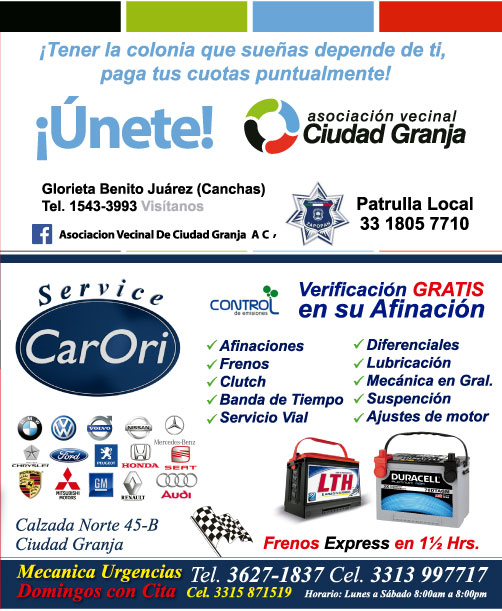 ¡Tener la colonia que sueñas depende de tí,
paga tus cuotas puntualmente!
¡Únete!
asociación vecinal
Ciudad Granja
Glorieta Benito Juárez (Canchas)
Tel. 1543-3993 Visítanos
Asociacion Vecinal De Ciudad Granja A C .
ZAPOPAN
Patrulla Local
33 1805 7710
Service
CarOri
CONTROL
de emisiones
Verificación GRATIS
en su Afinación
Afinaciones
Frenos
Clutch
Banda de Tiempo
Servicio Vial
Diferenciales
Lubricación
Mecánica en Gral.
Suspención
Ajustes de motor
BMW
VOLVO
NISSAN
Mercedes-Benz
CHRYSLER
Ford
PEUGEOT
HONDA
SEAT
MITSUBISHI
MOTORS
GM
RENAULT
Audi
LTH
DURACELL
Calzada Norte 45-B
Ciudad Granja
Frenos Express en 1½ Hrs.
Mecanica Urgencias
Domingos con Cita
Tel. 3627-1837 Cel. 3313 997717
Cel. 3315 871519
Horario: Lunes a Sábado 8:00am a 8:00pm